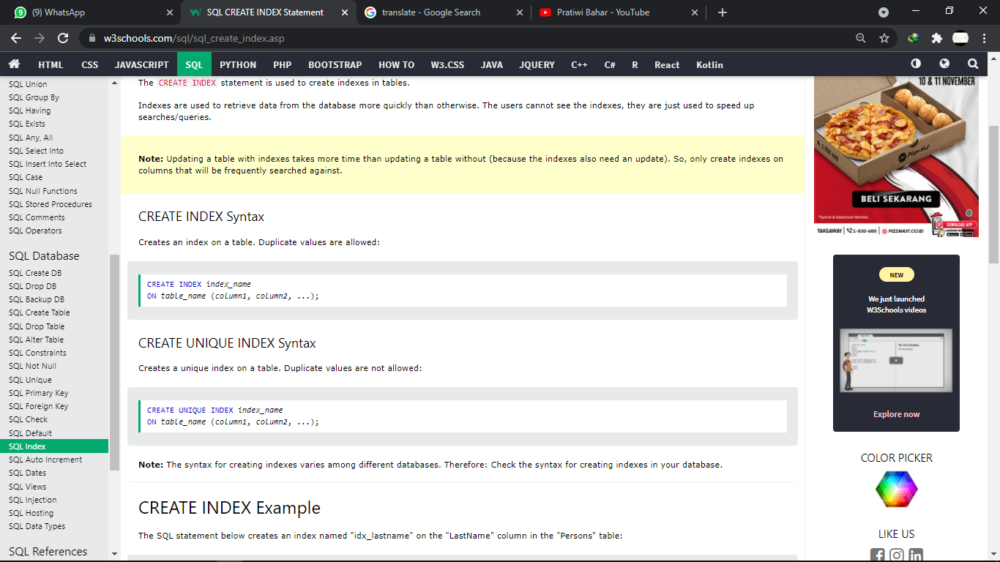 (9) WhatsApp
SQL CREATE INDEX Statement
translate - Google Search
Pratiwi Bahar - YouTube
w3schools.com/sql/sql_create_index.asp
HTML CSS JAVASCRIPT SQL PYTHON PHP BOOTSTRAP HOW TO W3.CSS JAVA JQUERY C++ C# R React Kotlin
SQL Union
SQL Group By
SQL Having
SQL Exists
SQL Any, All
SQL Select Into
SQL Insert Into Select
SQL Case
SQL Null Functions
SQL Stored Procedures
SQL Comments
SQL Operators
SQL Database
SQL Create DB
SQL Drop DB
SQL Backup DB
SQL Create Table
SQL Drop Table
SQL Alter Table
SQL Constraints
SQL Not Null
SQL Unique
SQL Primary Key
SQL Foreign Key
SQL Check
SQL Default
SQL Index
SQL Auto Increment
SQL Dates
SQL Views
SQL Injection
SQL Hosting
SQL Data Types
SQL References
The CREATE INDEX statement is used to create indexes in tables.
Indexes are used to retrieve data from the database more quickly than otherwise. The users cannot see the indexes, they are just used to speed up
searches/queries.
Note: Updating a table with indexes takes more time than updating a table without (because the indexes also need an update). So, only create indexes on
columns that will be frequently searched against.
CREATE INDEX Syntax
Creates an index on a table. Duplicate values are allowed:
CREATE INDEX index_name
ON table_name (column1, column2, ...);
CREATE UNIQUE INDEX Syntax
Creates a unique index on a table. Duplicate values are not allowed:
CREATE UNIQUE INDEX index_name
ON table_name (column1, column2, ...);
Note: The syntax for creating indexes varies among different databases. Therefore: Check the syntax for creating indexes in your database.
CREATE INDEX Example
The SQL statement below creates an index named "idx_lastname" on the "LastName" column in the "Persons" table:
10 & 11 NOVEMBER
Pizza Hut
BELI SEKARANG
*Syarat & Ketentuan Berlaku
DOWNLOAD APP
TAKEAWAY 1-500-600 PIZZAHUT.CO.ID
NEW
We just launched
W3Schools videos
Explore now
COLOR PICKER
LIKE US